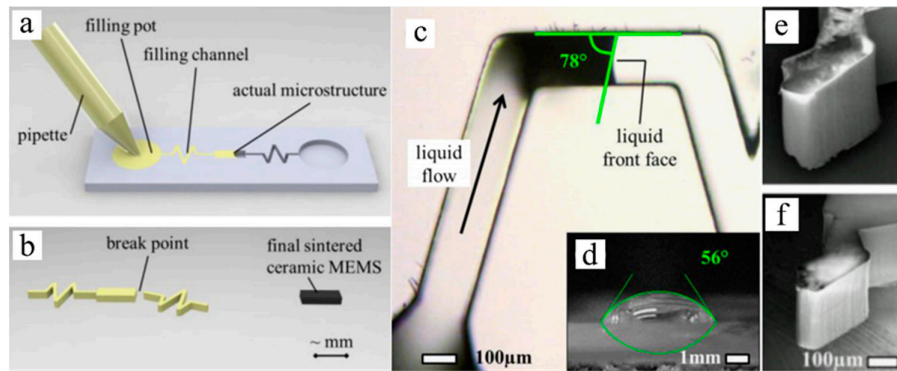 a
filling pot
filling channel
actual microstructure
pipette
b
break point
final sintered
ceramic MEMS
~ mm
c
78°
liquid
front face
liquid
flow
100µm
d
56°
1mm
e
f
100µm